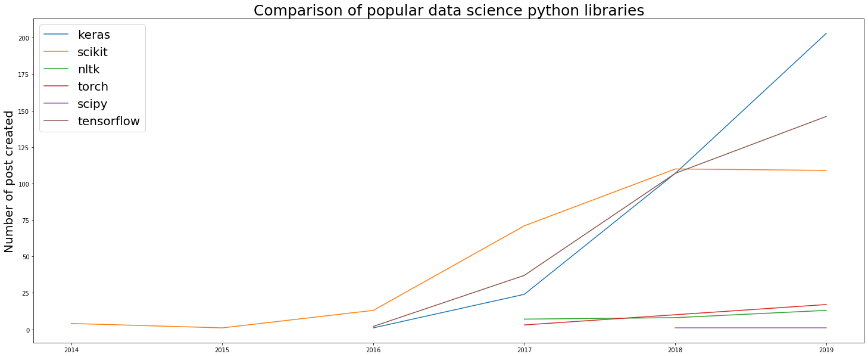 Comparison of popular data science python libraries
keras
scikit
nltk
torch
scipy
tensorflow
Number of post created
200
175
150
125
100
75
50
25
0
2014
2015
2016
2017
2018
2019